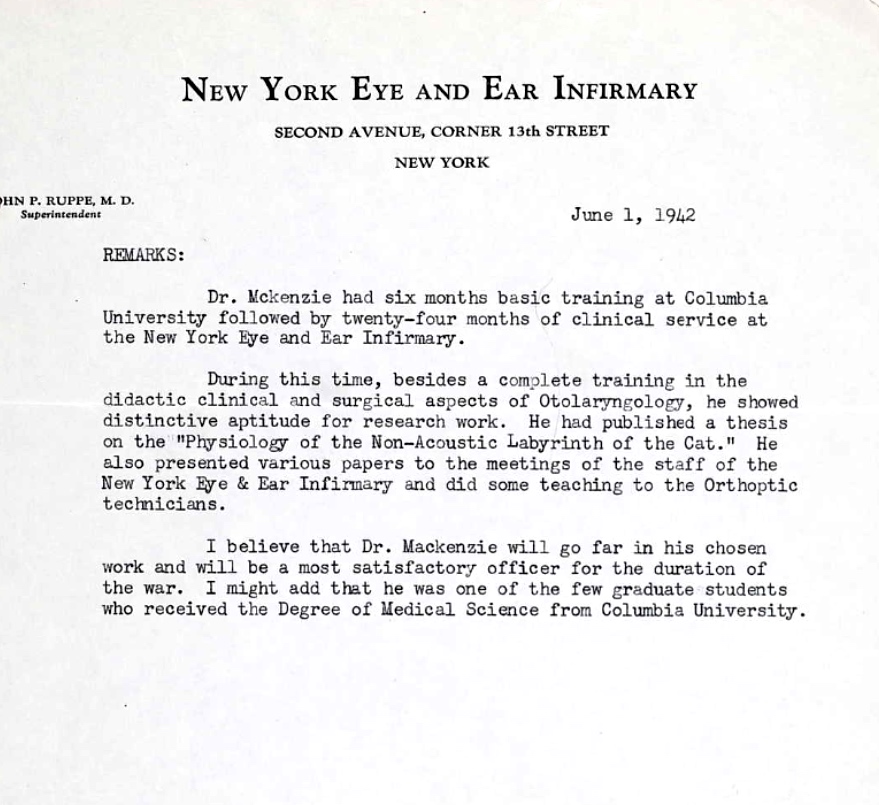 NEW YORK EYE AND EAR INFIRMARY
SECOND AVENUE, CORNER 13th STREET
NEW YORK
OHN P. RUPPE, M. D.
Superintendent
June 1, 1942
REMARKS:
Dr. Mckenzie had six months basic training at Columbia
University followed by twenty-four months of clinical service at
the New York Eye and Ear Infirmary.
During this time, besides a complete training in the
didactic clinical and surgical aspects of Otolaryngology, he showed
distinctive aptitude for research work. He had published a thesis
on the "Physiology of the Non-Acoustic Labyrinth of the Cat." He
also presented various papers to the meetings of the staff of the
New York Eye & Ear Infirmary and did some teaching to the Orthoptic
technicians.
I believe that Dr. Mackenzie will go far in his chosen
work and will be a most satisfactory officer for the duration of
the war. I might add that he was one of the few graduate students
who received the Degree of Medical Science from Columbia University.